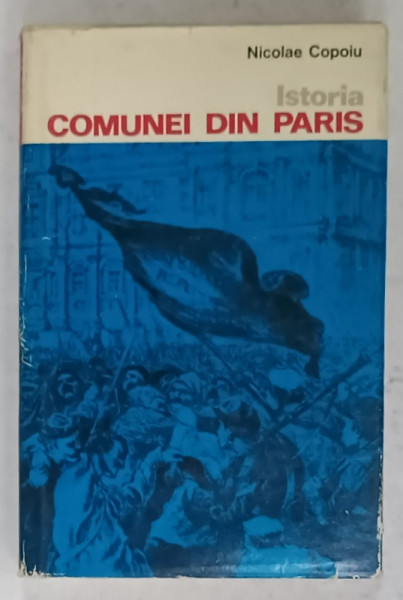 Nicolae Copoiu
Istoria
COMUNEI DIN PARIS